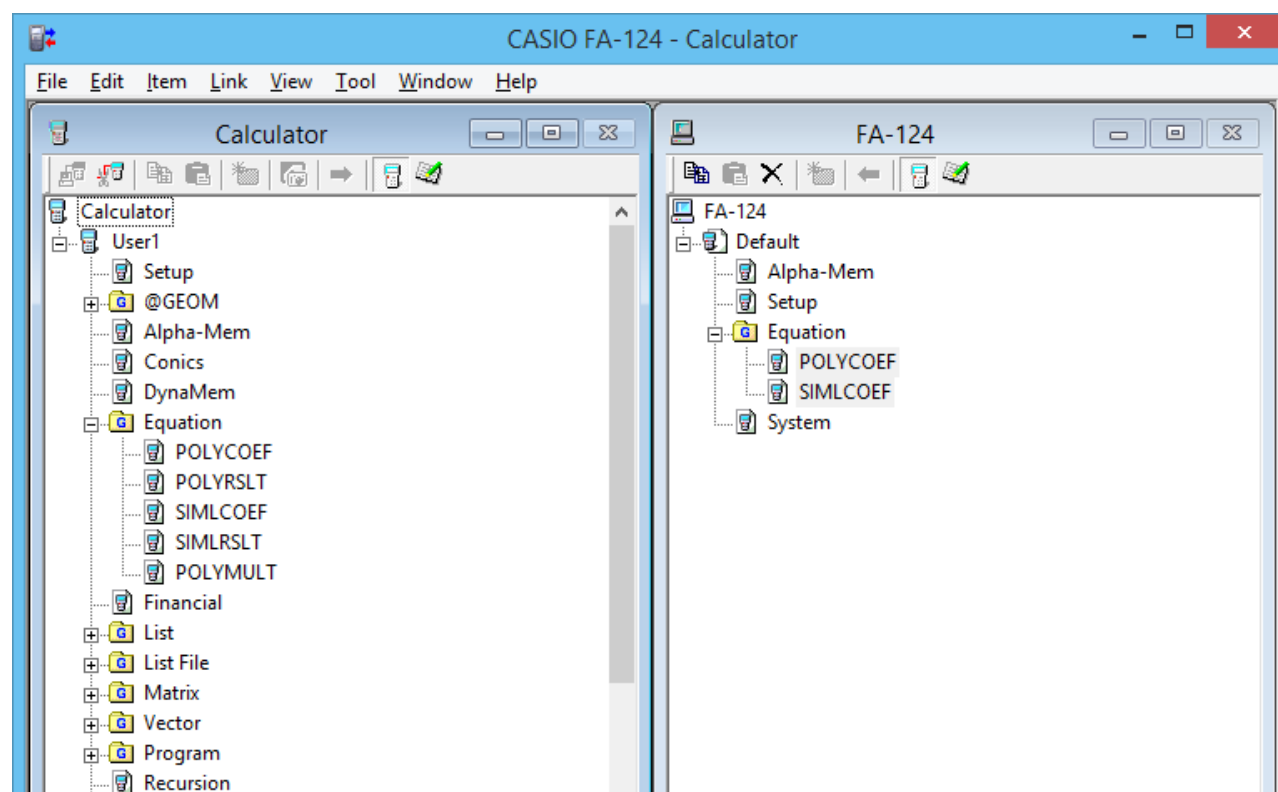 CASIO FA-124 - Calculator
File Edit Item Link View Tool Window Help
Calculator
Calculator
User1
Setup
@GEOM
Alpha-Mem
Conics
DynaMem
Equation
POLYCOEF
POLYRSLT
SIMLCOEF
SIMLRSLT
POLYMULT
Financial
List
List File
Matrix
Vector
Program
Recursion
FA-124
FA-124
Default
Alpha-Mem
Setup
Equation
POLYCOEF
SIMLCOEF
System